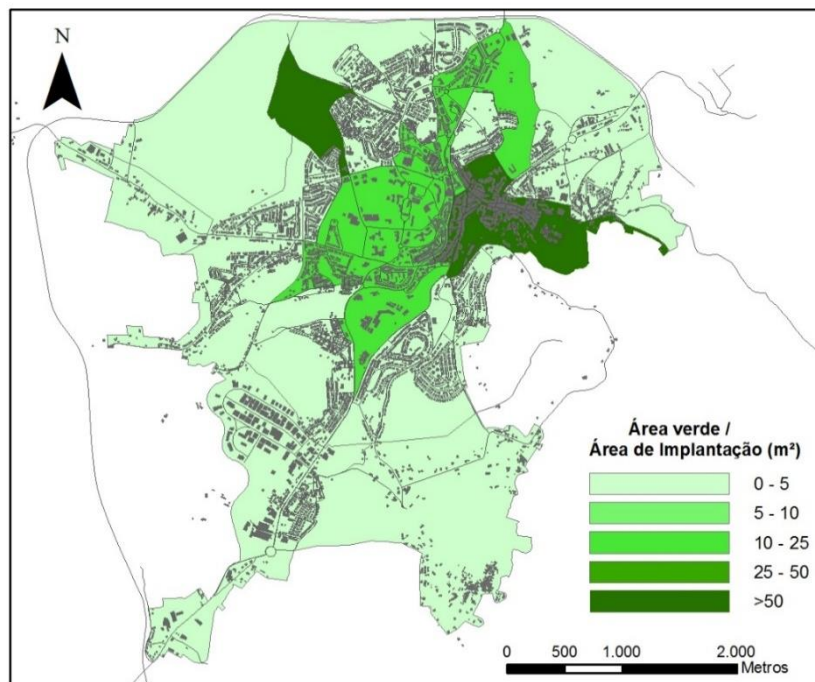 N
Área verde /
Área de Implantação (m²)
0 - 5
5 - 10
10 - 25
25 - 50
>50
0 500 1.000 2.000
Metros